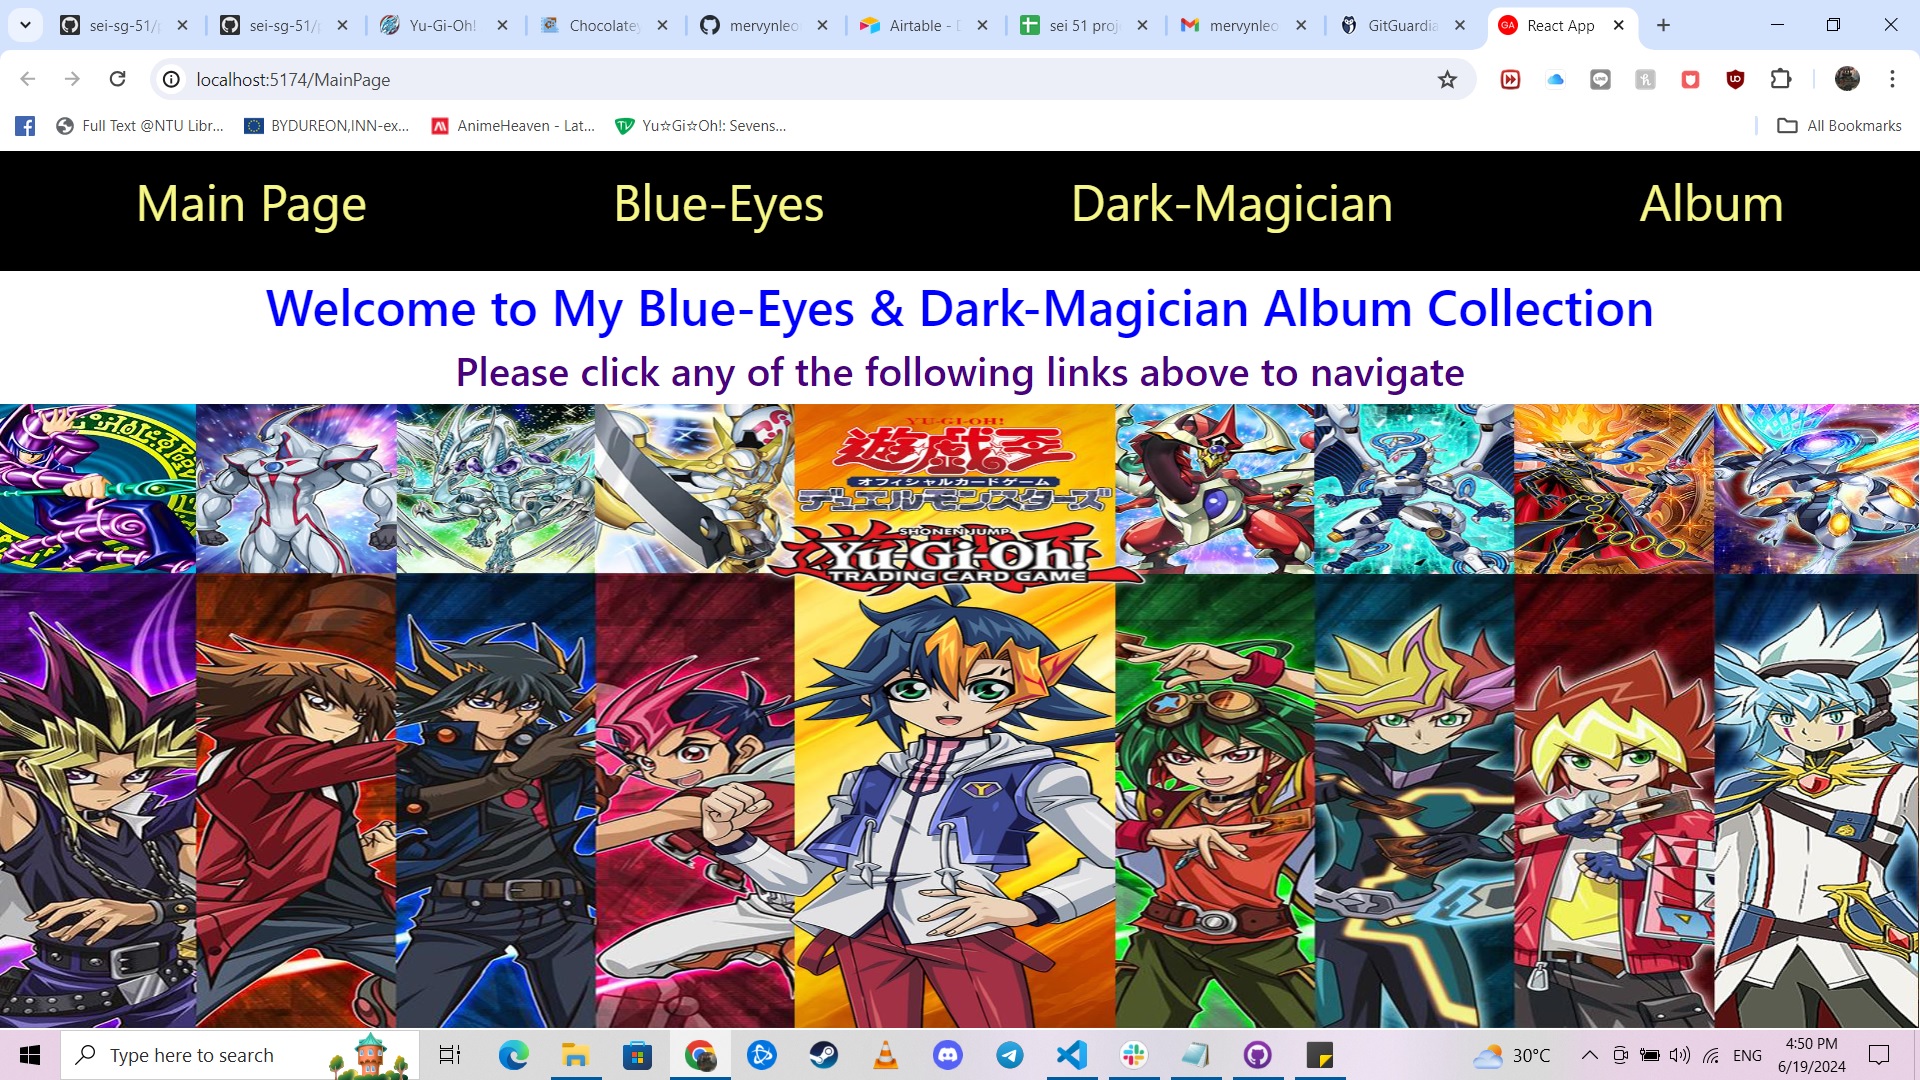 sei-sg-51/p
sei-sg-51/p
Yu-Gi-Oh!
Chocolatey
mervynleo
Airtable - D
sei 51 proj
mervynleo
GitGuardia
React App
localhost:5174/MainPage
Full Text @NTU Libr...
BYDUREON,INN-ex...
AnimeHeaven - Lat...
Yu☆Gi☆Oh!: Sevens...
All Bookmarks
Main Page
Blue-Eyes
Dark-Magician
Album
Welcome to My Blue-Eyes & Dark-Magician Album Collection
Please click any of the following links above to navigate
YU-GI-OH!
遊戯王
オフィシャルカードゲーム
デュエルモンスターズ
SHONEN JUMP
Yu-Gi-Oh!
TRADING CARD GAME
Type here to search
30°C
ENG
4:50 PM
6/19/2024